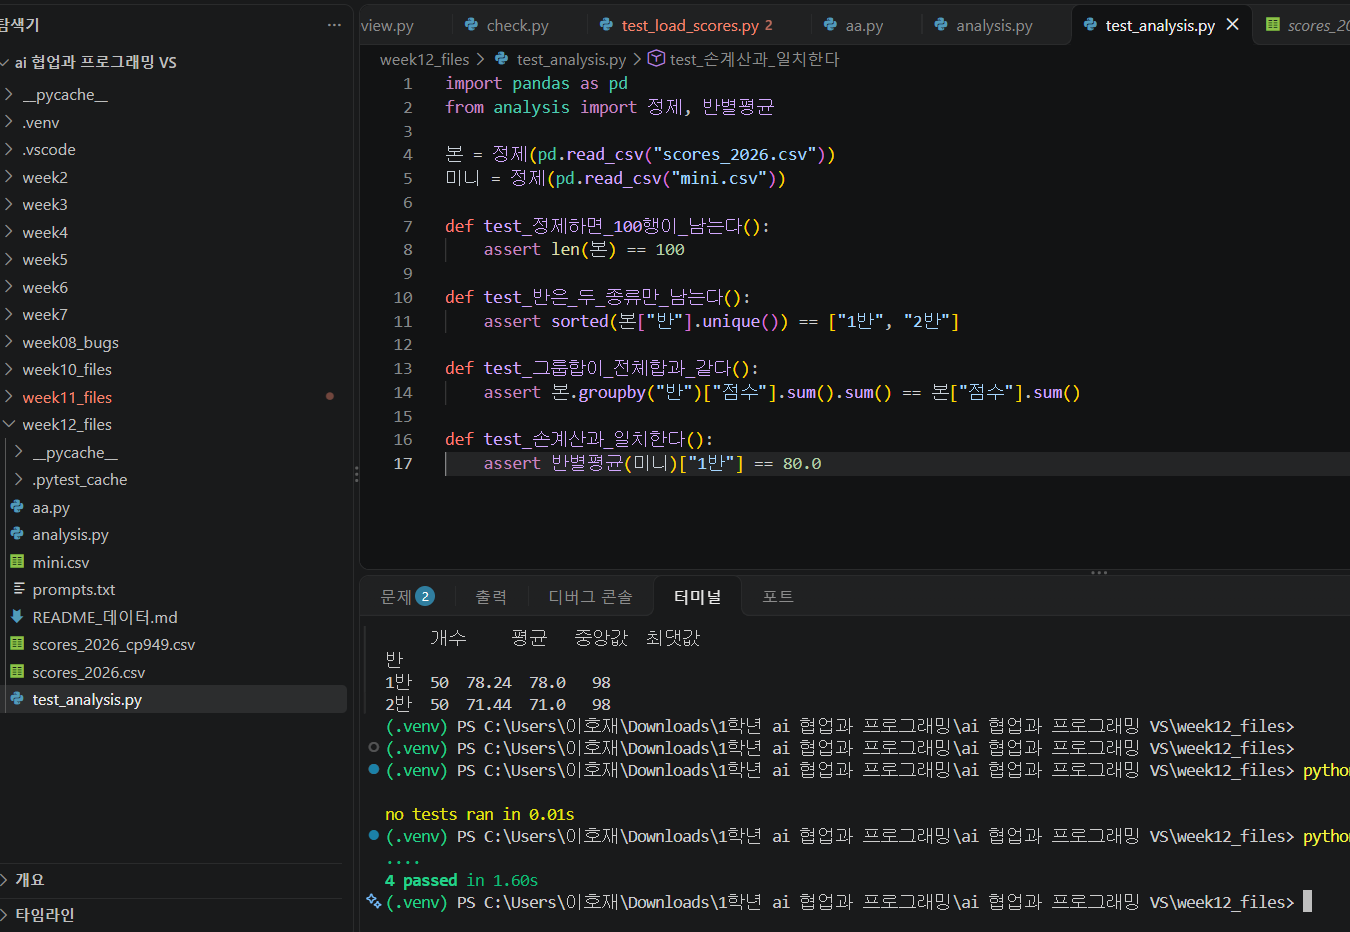 탐색기
ai 협업과 프로그래밍 VS
__pycache__
.venv
.vscode
week2
week3
week4
week5
week6
week7
week08_bugs
week10_files
week11_files
week12_files
__pycache__
.pytest_cache
aa.py
analysis.py
mini.csv
prompts.txt
README_데이터.md
scores_2026_cp949.csv
scores_2026.csv
test_analysis.py
개요
타임라인
view.py check.py test_load_scores.py 2 aa.py analysis.py test_analysis.py scores_20
week12_files > test_analysis.py > test_손계산과_일치한다
1 import pandas as pd
2 from analysis import 정제, 반별평균
3
4 본 = 정제(pd.read_csv("scores_2026.csv"))
5 미니 = 정제(pd.read_csv("mini.csv"))
6
7 def test_정제하면_100행이_남는다():
8 assert len(본) == 100
9
10 def test_반은_두_종류만_남는다():
11 assert sorted(본["반"].unique()) == ["1반", "2반"]
12
13 def test_그룹합이_전체합과_같다():
14 assert 본.groupby("반")["점수"].sum().sum() == 본["점수"].sum()
15
16 def test_손계산과_일치한다():
17 assert 반별평균(미니)["1반"] == 80.0
문제 2 출력 디버그 콘솔 터미널 포트
개수 평균 중앙값 최댓값
반
1반 50 78.24 78.0 98
2반 50 71.44 71.0 98
(.venv) PS C:\Users\이호재\Downloads\1학년 ai 협업과 프로그래밍\ai 협업과 프로그래밍 VS\week12_files>
(.venv) PS C:\Users\이호재\Downloads\1학년 ai 협업과 프로그래밍\ai 협업과 프로그래밍 VS\week12_files>
(.venv) PS C:\Users\이호재\Downloads\1학년 ai 협업과 프로그래밍\ai 협업과 프로그래밍 VS\week12_files> pytho
no tests ran in 0.01s
(.venv) PS C:\Users\이호재\Downloads\1학년 ai 협업과 프로그래밍\ai 협업과 프로그래밍 VS\week12_files> pytho
....
4 passed in 1.60s
(.venv) PS C:\Users\이호재\Downloads\1학년 ai 협업과 프로그래밍\ai 협업과 프로그래밍 VS\week12_files>